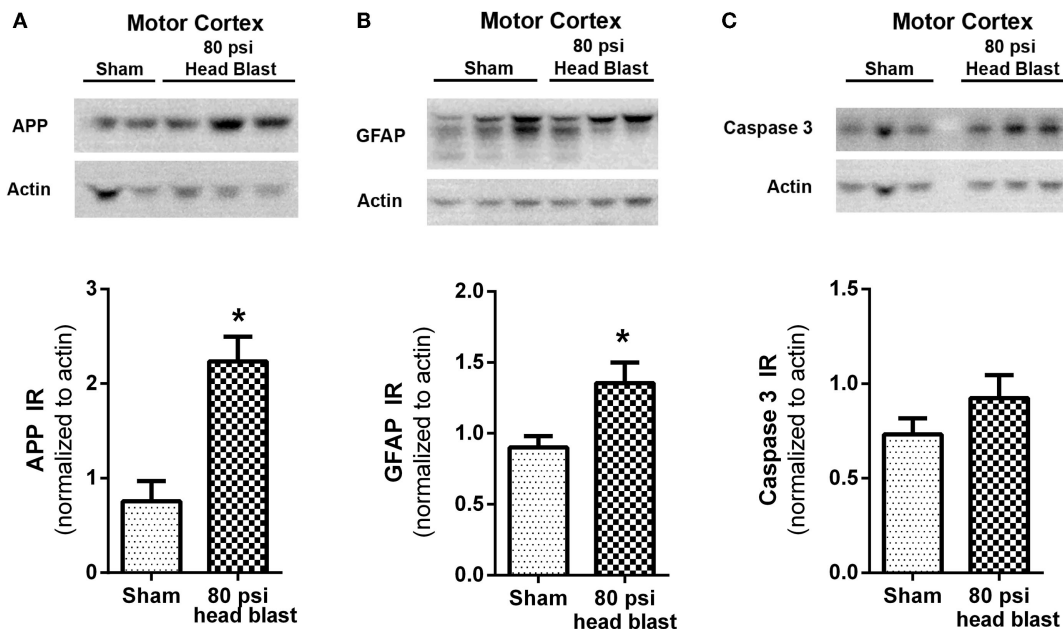 A
Motor Cortex
80 psi
Sham Head Blast
APP
Actin
3
2
1
0
APP IR
(normalized to actin)
*
Sham
80 psi
head blast
B
Motor Cortex
80 psi
Sham Head Blast
GFAP
Actin
2.0
1.5
1.0
0.5
0.0
GFAP IR
(normalized to actin)
*
Sham
80 psi
head blast
C
Motor Cortex
80 psi
Sham Head Blast
Caspase 3
Actin
1.5
1.0
0.5
0.0
Caspase 3 IR
(normalized to actin)
Sham
80 psi
head blast